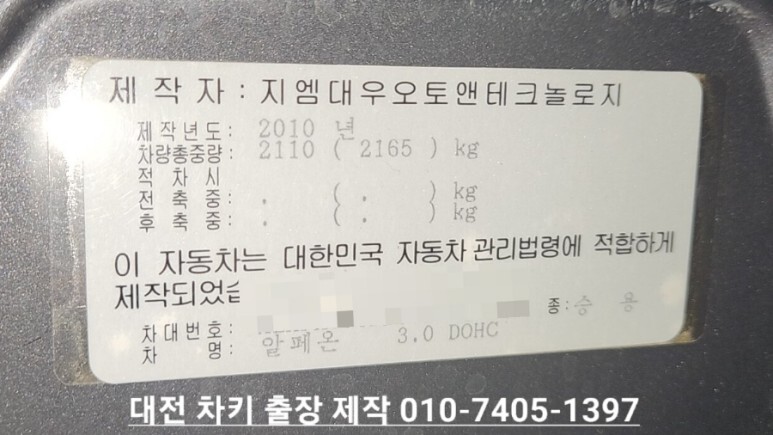 제 작 자 : 지엠대우오토앤테크놀로지
제작년도 : 2010 년
차량총중량 : 2110 ( 2165 ) kg
적 차 시
전 축 중 : . ( . ) kg
후 축 중 : . ( . ) kg
이 자동차는 대한민국 자동차관리법령에 적합하게
제작되었
종 : 승 용
차대번호 :
차 명 : 알페온 3.0 DOHC
대전 차키 출장 제작 010-7405-1397